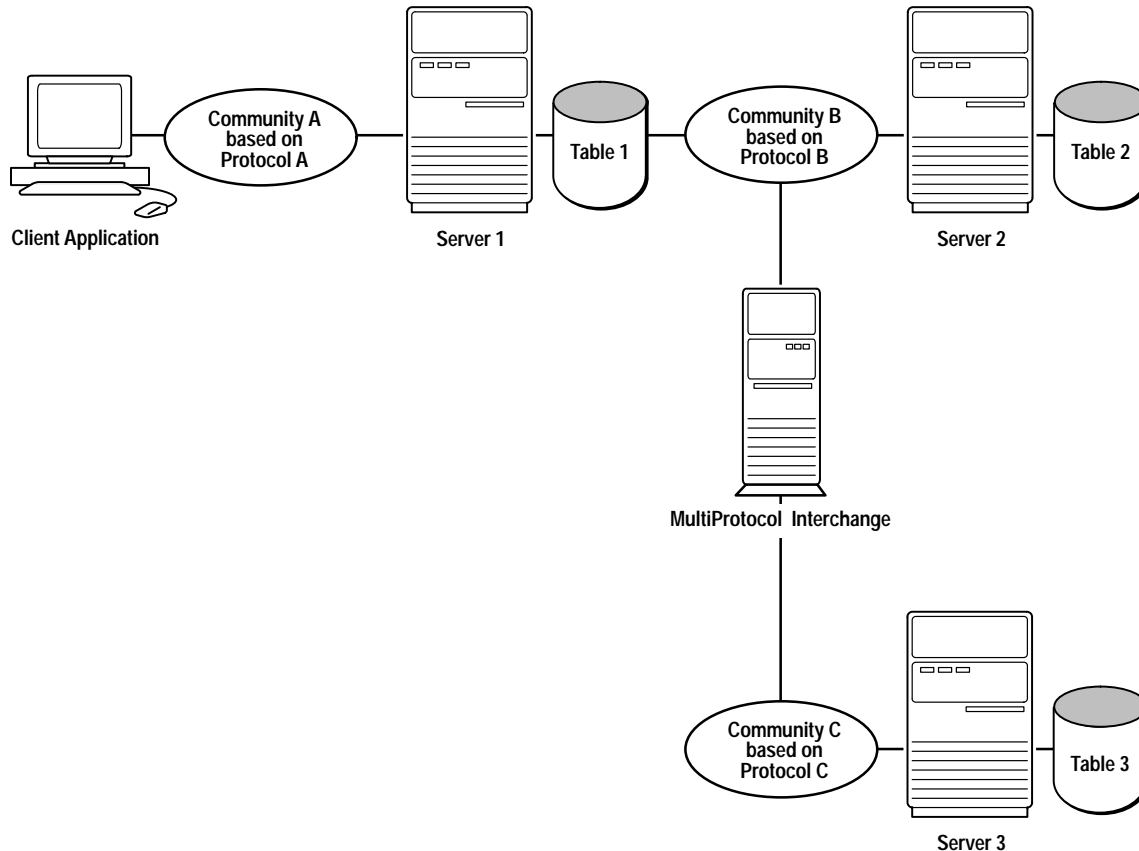 Community A
based on
Protocol A
Table 1
Community B
based on
Protocol B
Table 2
Client Application
Server 1
Server 2
MultiProtocol Interchange
Community C
based on
Protocol C
Table 3
Server 3